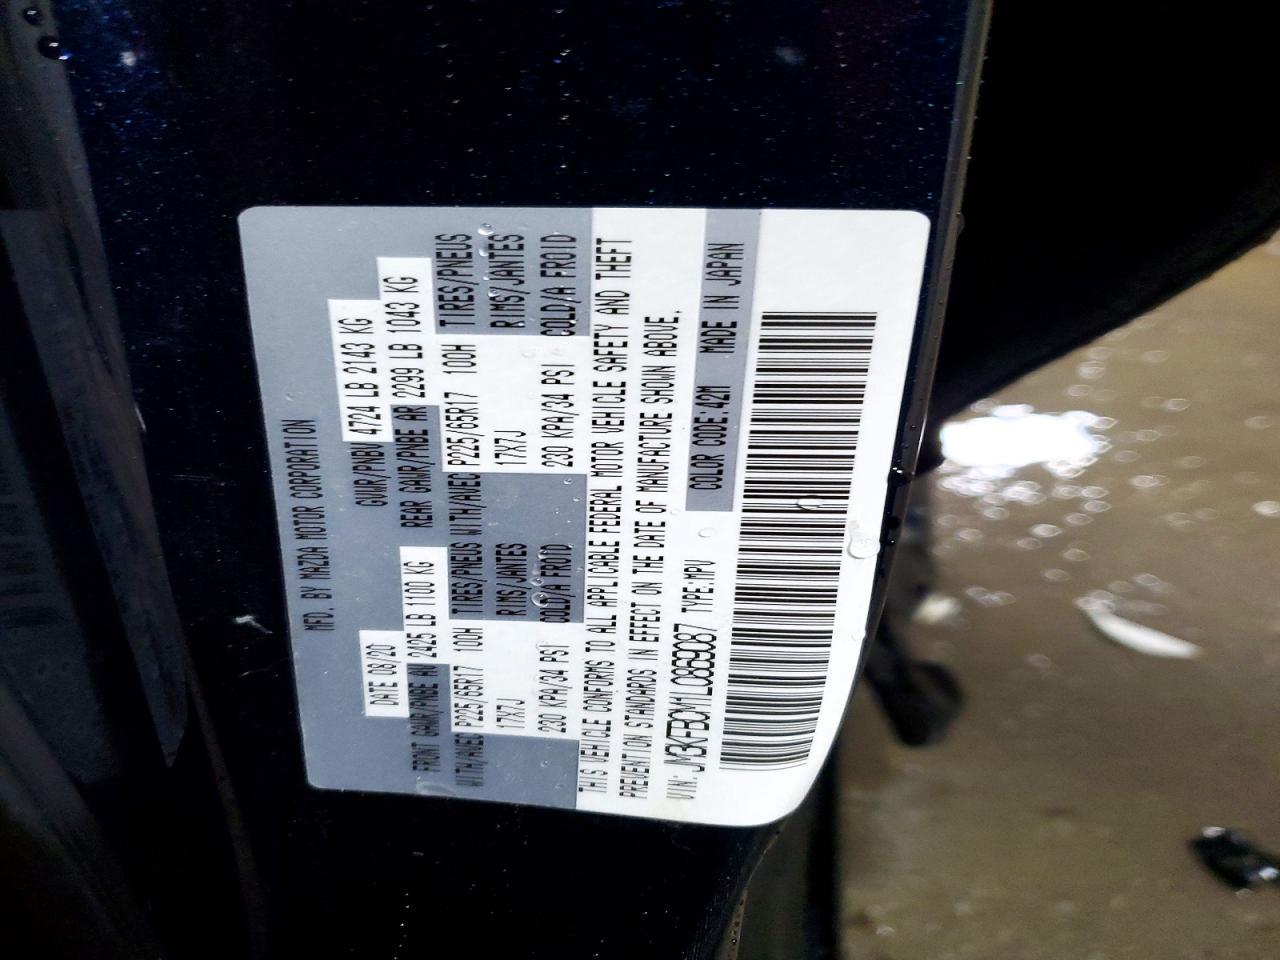 MFD. BY MAZDA MOTOR CORPORATION
DATE 08/20 GVWR/PNBV 4724 LB 2143 KG
FRONT GAWR/PNBE AV 2425 LB 1100 KG REAR GAWR/PNBE AR 2299 LB 1043 KG
WITH/AVEC P225/65R17 100H TIRES/PNEUS WITH/AVEC P225/65R17 100H TIRES/PNEUS
17X7J RIMS/JANTES 17X7J RIMS/JANTES
230 KPA/34 PSI COLD/A FROID 230 KPA/34 PSI COLD/A FROID
THIS VEHICLE CONFORMS TO ALL APPLICABLE FEDERAL MOTOR VEHICLE SAFETY AND THEFT
PREVENTION STANDARDS IN EFFECT ON THE DATE OF MANUFACTURE SHOWN ABOVE.
VIN: JM3KFBCM1L0869087 TYPE:MPV
COLOR CODE:42M MADE IN JAPAN